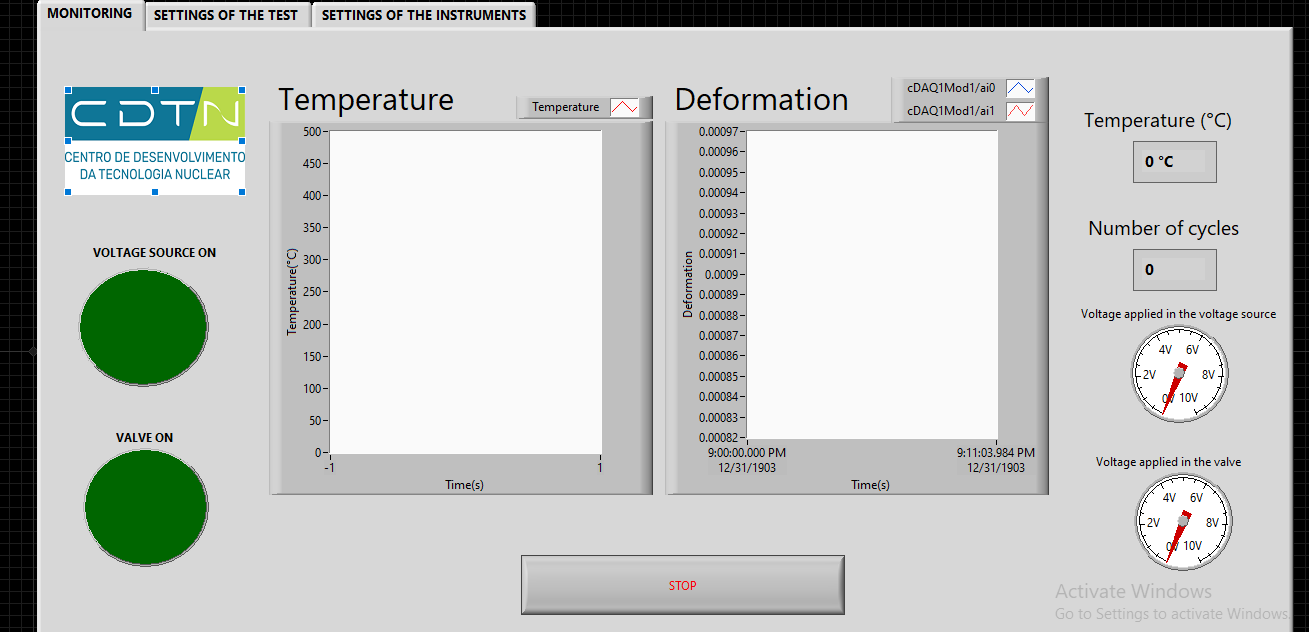 MONITORING
SETTINGS OF THE TEST
SETTINGS OF THE INSTRUMENTS
CDTN
CENTRO DE DESENVOLVIMENTO
DA TECNOLOGIA NUCLEAR
VOLTAGE SOURCE ON
VALVE ON
Temperature
Temperature
500
450
400
350
300
250
200
150
100
50
0
Temperature(°C)
-1
1
Time(s)
Deformation
cDAQ1Mod1/ai0
cDAQ1Mod1/ai1
0.00097
0.00096
0.00095
0.00094
0.00093
0.00092
0.00091
0.0009
0.00089
0.00088
0.00087
0.00086
0.00085
0.00084
0.00083
0.00082
Deformation
9:00:00.000 PM
12/31/1903
9:11:03.984 PM
12/31/1903
Time(s)
Temperature (°C)
0 °C
Number of cycles
0
Voltage applied in the voltage source
4V 6V
2V 8V
0V 10V
Voltage applied in the valve
4V 6V
2V 8V
0V 10V
STOP
Activate Windows
Go to Settings to activate Windows.